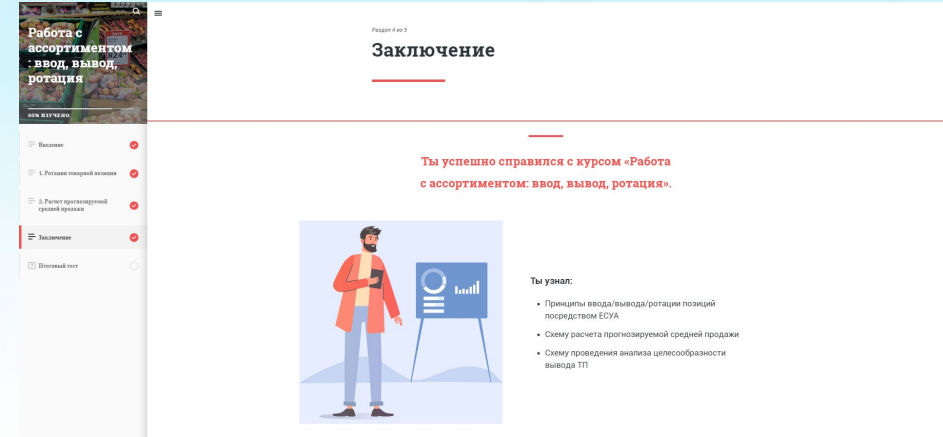 Работа с
ассортиментом
: ввод, вывод,
ротация
80% ИЗУЧЕНО
Введение
1. Ротация товарной позиции
2. Расчет прогнозируемой
средней продажи
Заключение
Итоговый тест
Раздел 4 из 5
Заключение
Ты успешно справился с курсом «Работа
с ассортиментом: ввод, вывод, ротация».
Ты узнал:
• Принципы ввода/вывода/ротации позиций
посредством ЕСУА
• Схему расчета прогнозируемой средней продажи
• Схему проведения анализа целесообразности
вывода ТП